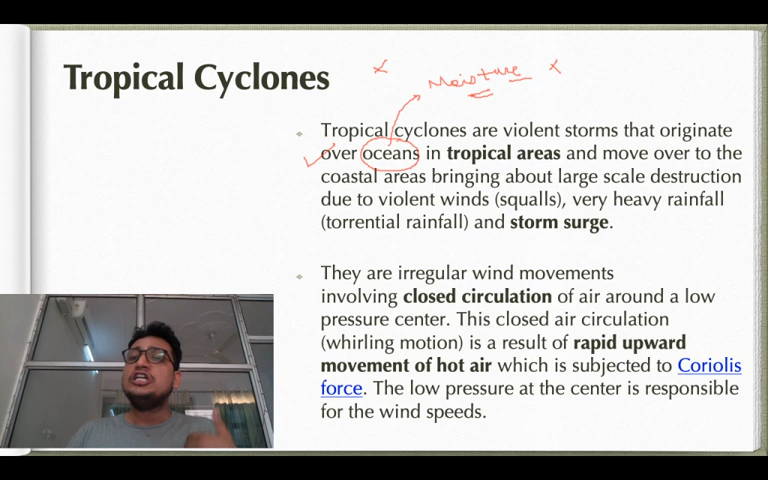 Tropical Cyclones
Moisture
Tropical cyclones are violent storms that originate
over oceans in tropical areas and move over to the
coastal areas bringing about large scale destruction
due to violent winds (squalls), very heavy rainfall
(torrential rainfall) and storm surge.
They are irregular wind movements
involving closed circulation of air around a low
pressure center. This closed air circulation
(whirling motion) is a result of rapid upward
movement of hot air which is subjected to Coriolis
force. The low pressure at the center is responsible
for the wind speeds.